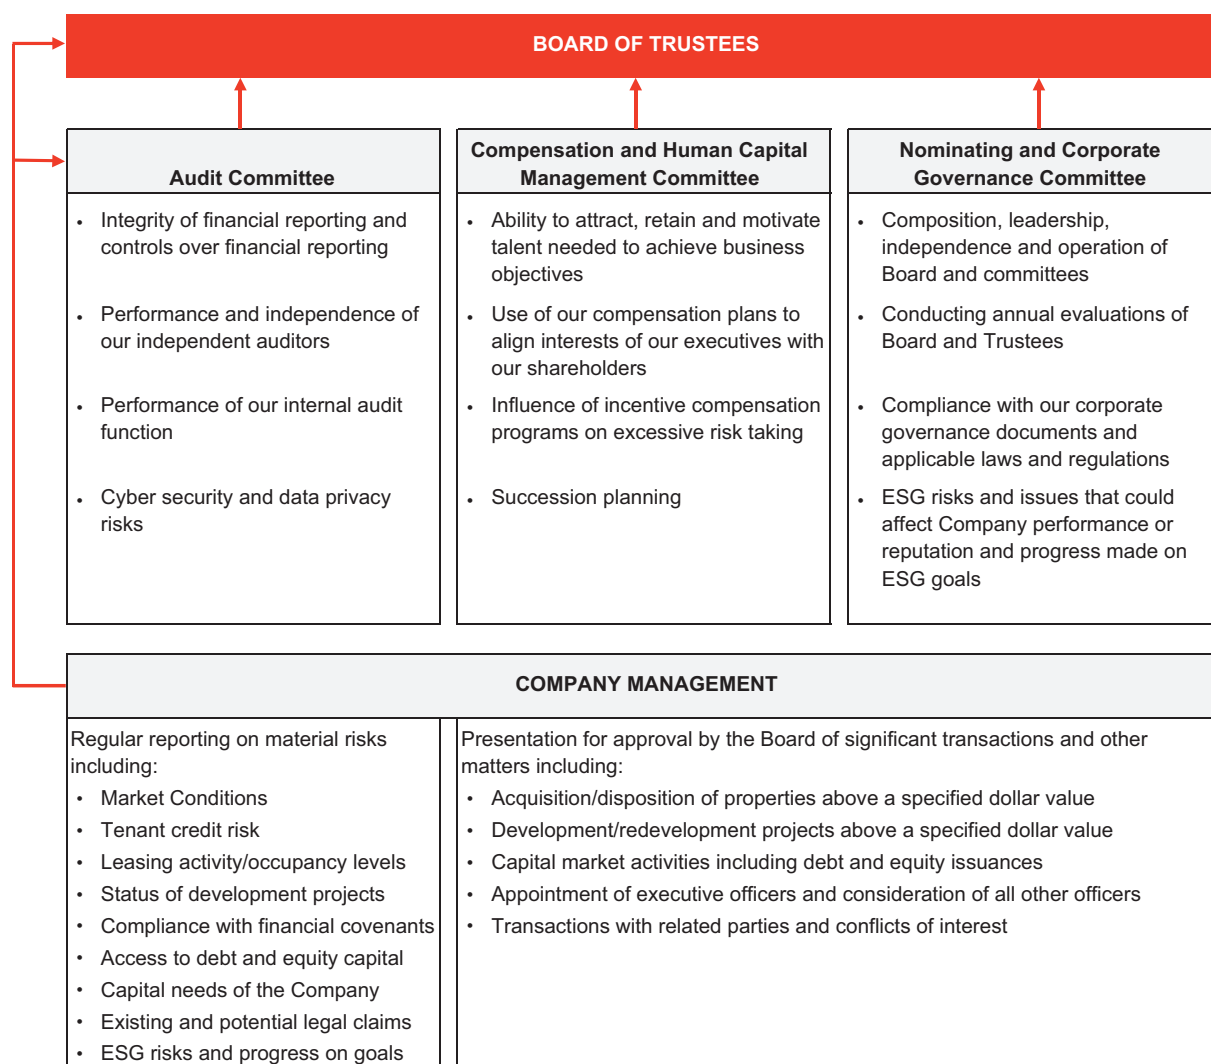 BOARD OF TRUSTEES
Audit Committee
• Integrity of financial reporting and
controls over financial reporting
• Performance and independence of
our independent auditors
• Performance of our internal audit
function
• Cyber security and data privacy
risks
Compensation and Human Capital
Management Committee
• Ability to attract, retain and motivate
talent needed to achieve business
objectives
• Use of our compensation plans to
align interests of our executives with
our shareholders
• Influence of incentive compensation
programs on excessive risk taking
• Succession planning
Nominating and Corporate
Governance Committee
• Composition, leadership,
independence and operation of
Board and committees
• Conducting annual evaluations of
Board and Trustees
• Compliance with our corporate
governance documents and
applicable laws and regulations
• ESG risks and issues that could
affect Company performance or
reputation and progress made on
ESG goals
COMPANY MANAGEMENT
Regular reporting on material risks
including:
• Market Conditions
• Tenant credit risk
• Leasing activity/occupancy levels
• Status of development projects
• Compliance with financial covenants
• Access to debt and equity capital
• Capital needs of the Company
• Existing and potential legal claims
• ESG risks and progress on goals
Presentation for approval by the Board of significant transactions and other
matters including:
• Acquisition/disposition of properties above a specified dollar value
• Development/redevelopment projects above a specified dollar value
• Capital market activities including debt and equity issuances
• Appointment of executive officers and consideration of all other officers
• Transactions with related parties and conflicts of interest